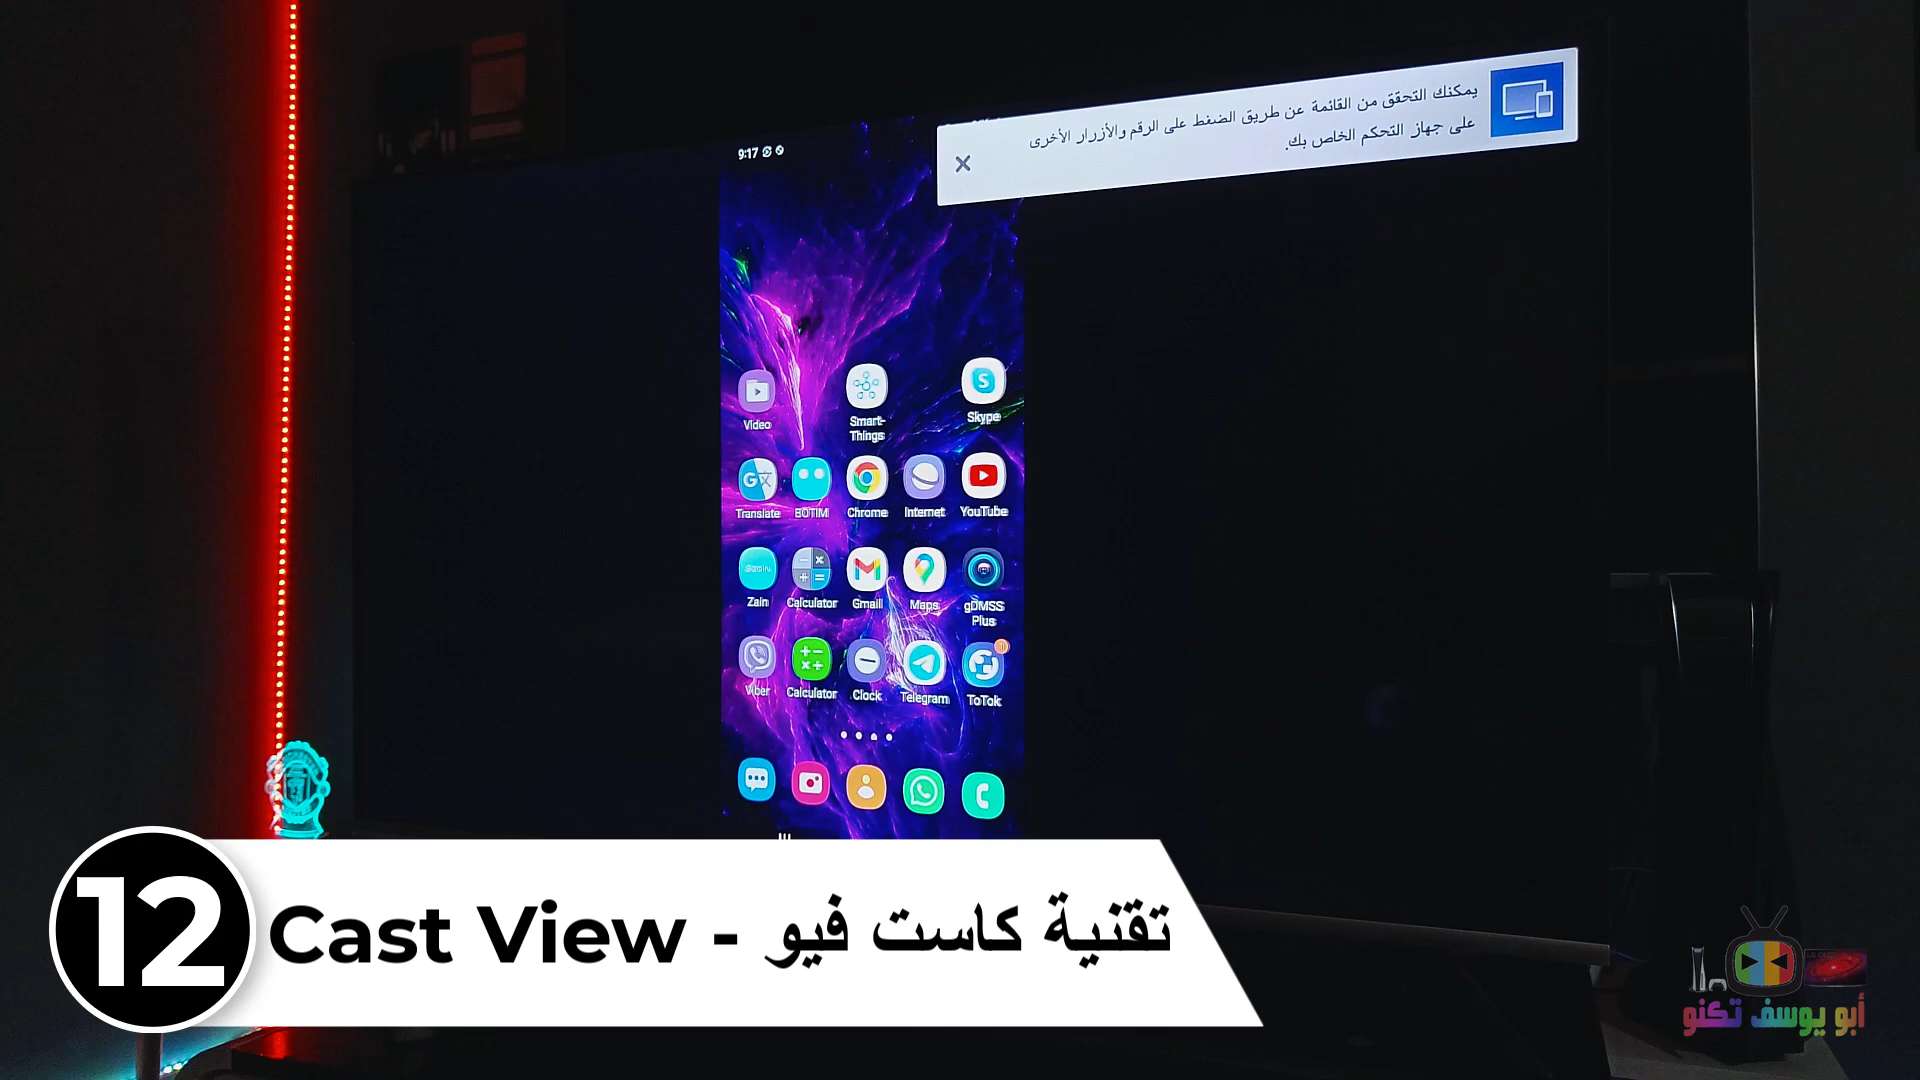 يمكنك التحقق من القائمة عن طريق الضغط على الرقم والأزرار الأخرى
على جهاز التحكم الخاص بك.
9:17
Video
Smart-
Things
Skype
Translate BOTIM Chrome Internet YouTube
Zain Calculator Gmail Maps gDMSS
Plus
Viber Calculator Clock Telegram ToTok
12
Cast View - تقنية كاست فيو
أبو يوسف تكنو